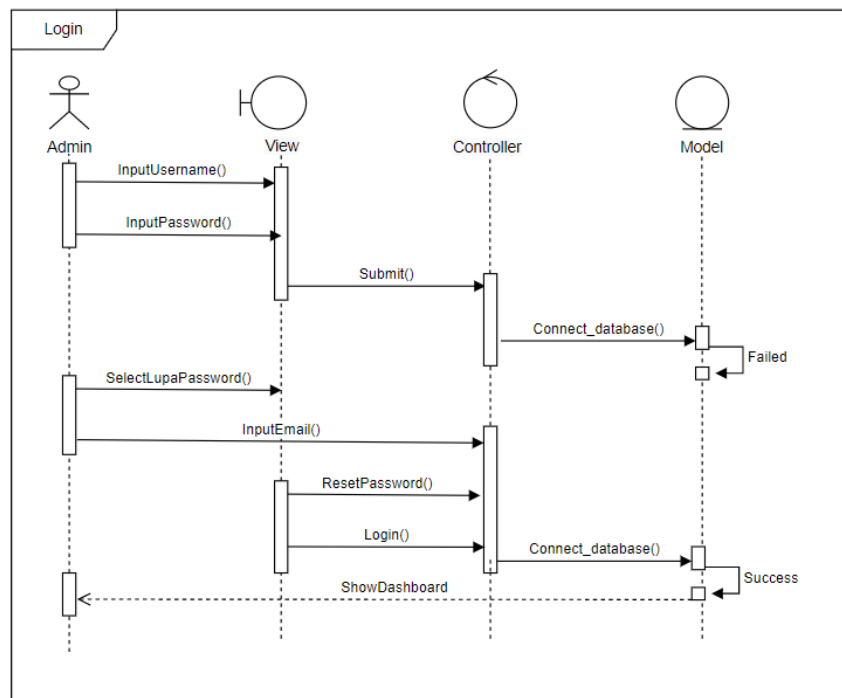 Login
Admin
View
Controller
Model
InputUsername()
InputPassword()
Submit()
Connect_database()
Failed
SelectLupaPassword()
InputEmail()
ResetPassword()
Login()
Connect_database()
Success
ShowDashboard